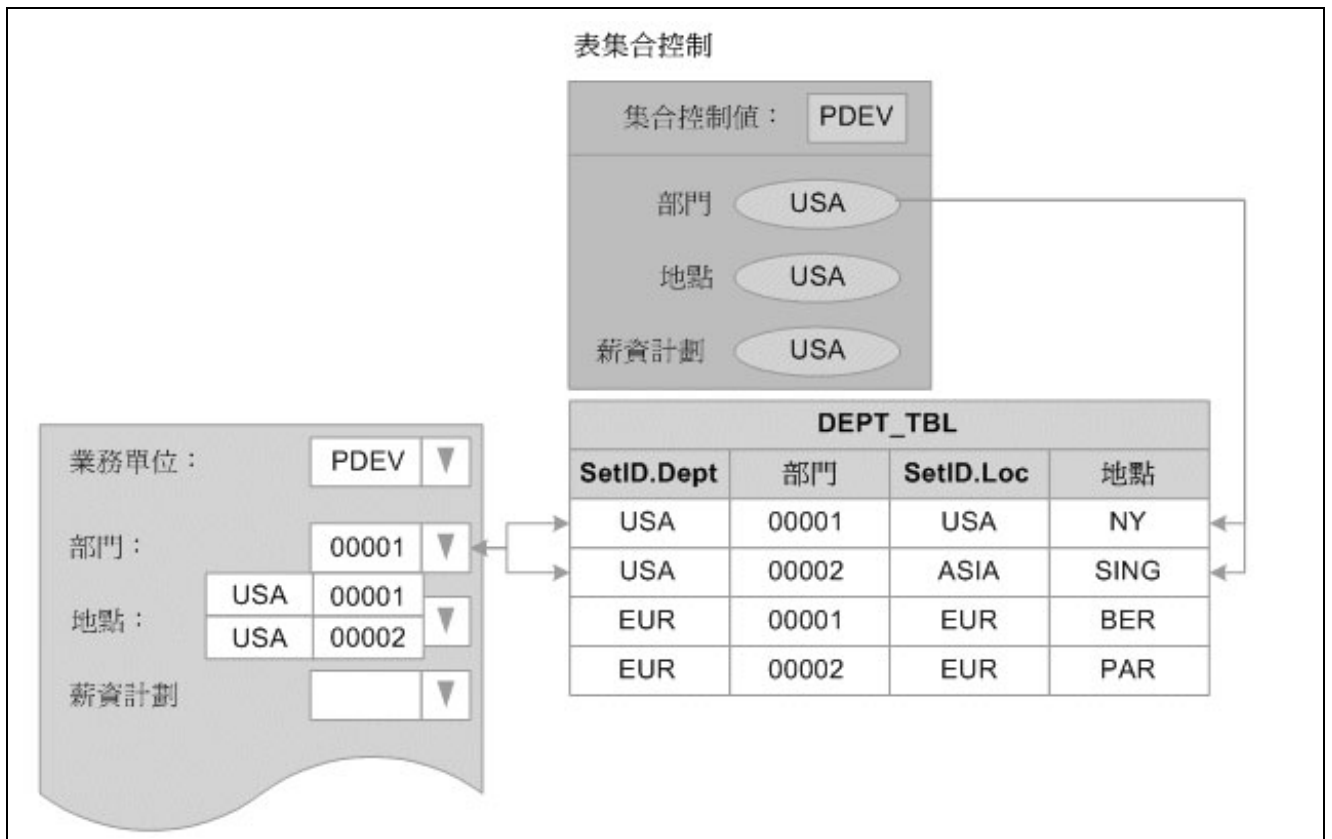 表集合控制
集合控制值： PDEV
部門 USA
地點 USA
薪資計劃 USA
業務單位： PDEV
部門： 00001
USA 00001
地點：
USA 00002
薪資計劃
DEPT_TBL
SetID.Dept 部門 SetID.Loc 地點
USA 00001 USA NY
USA 00002 ASIA SING
EUR 00001 EUR BER
EUR 00002 EUR PAR